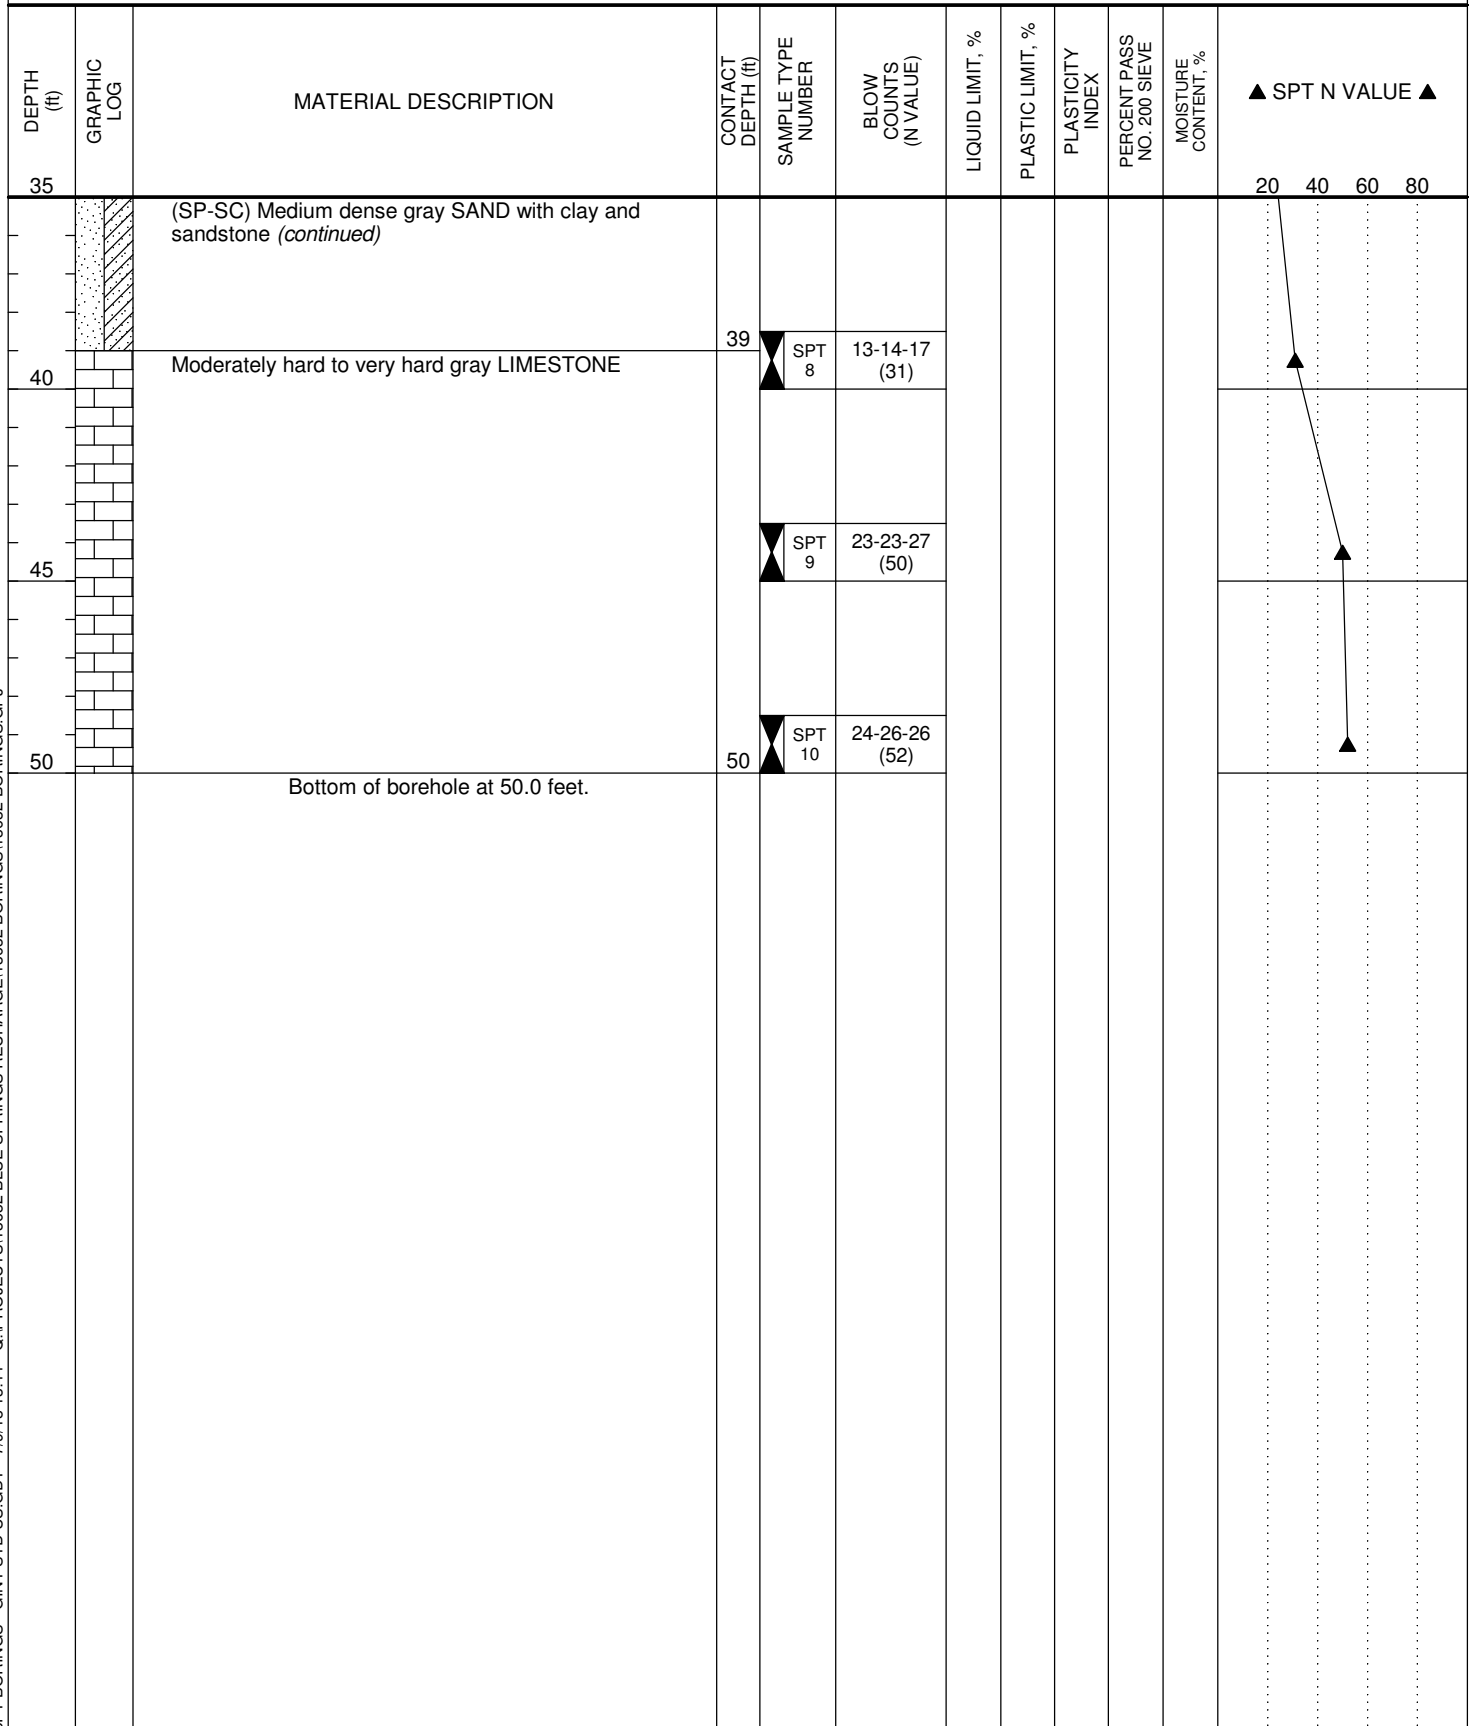 DEPTH
(ft)
GRAPHIC
LOG
MATERIAL DESCRIPTION
CONTACT
DEPTH (ft)
SAMPLE TYPE
NUMBER
BLOW
COUNTS
(N VALUE)
LIQUID LIMIT, %
PLASTIC LIMIT, %
PLASTICITY
INDEX
PERCENT PASS
NO. 200 SIEVE
MOISTURE
CONTENT, %
▲ SPT N VALUE ▲
20 40 60 80
35
(SP-SC) Medium dense gray SAND with clay and
sandstone (continued)
39
SPT
8
13-14-17
(31)
Moderately hard to very hard gray LIMESTONE
40
SPT
9
23-23-27
(50)
45
SPT
10
24-26-26
(52)
50
50
Bottom of borehole at 50.0 feet.